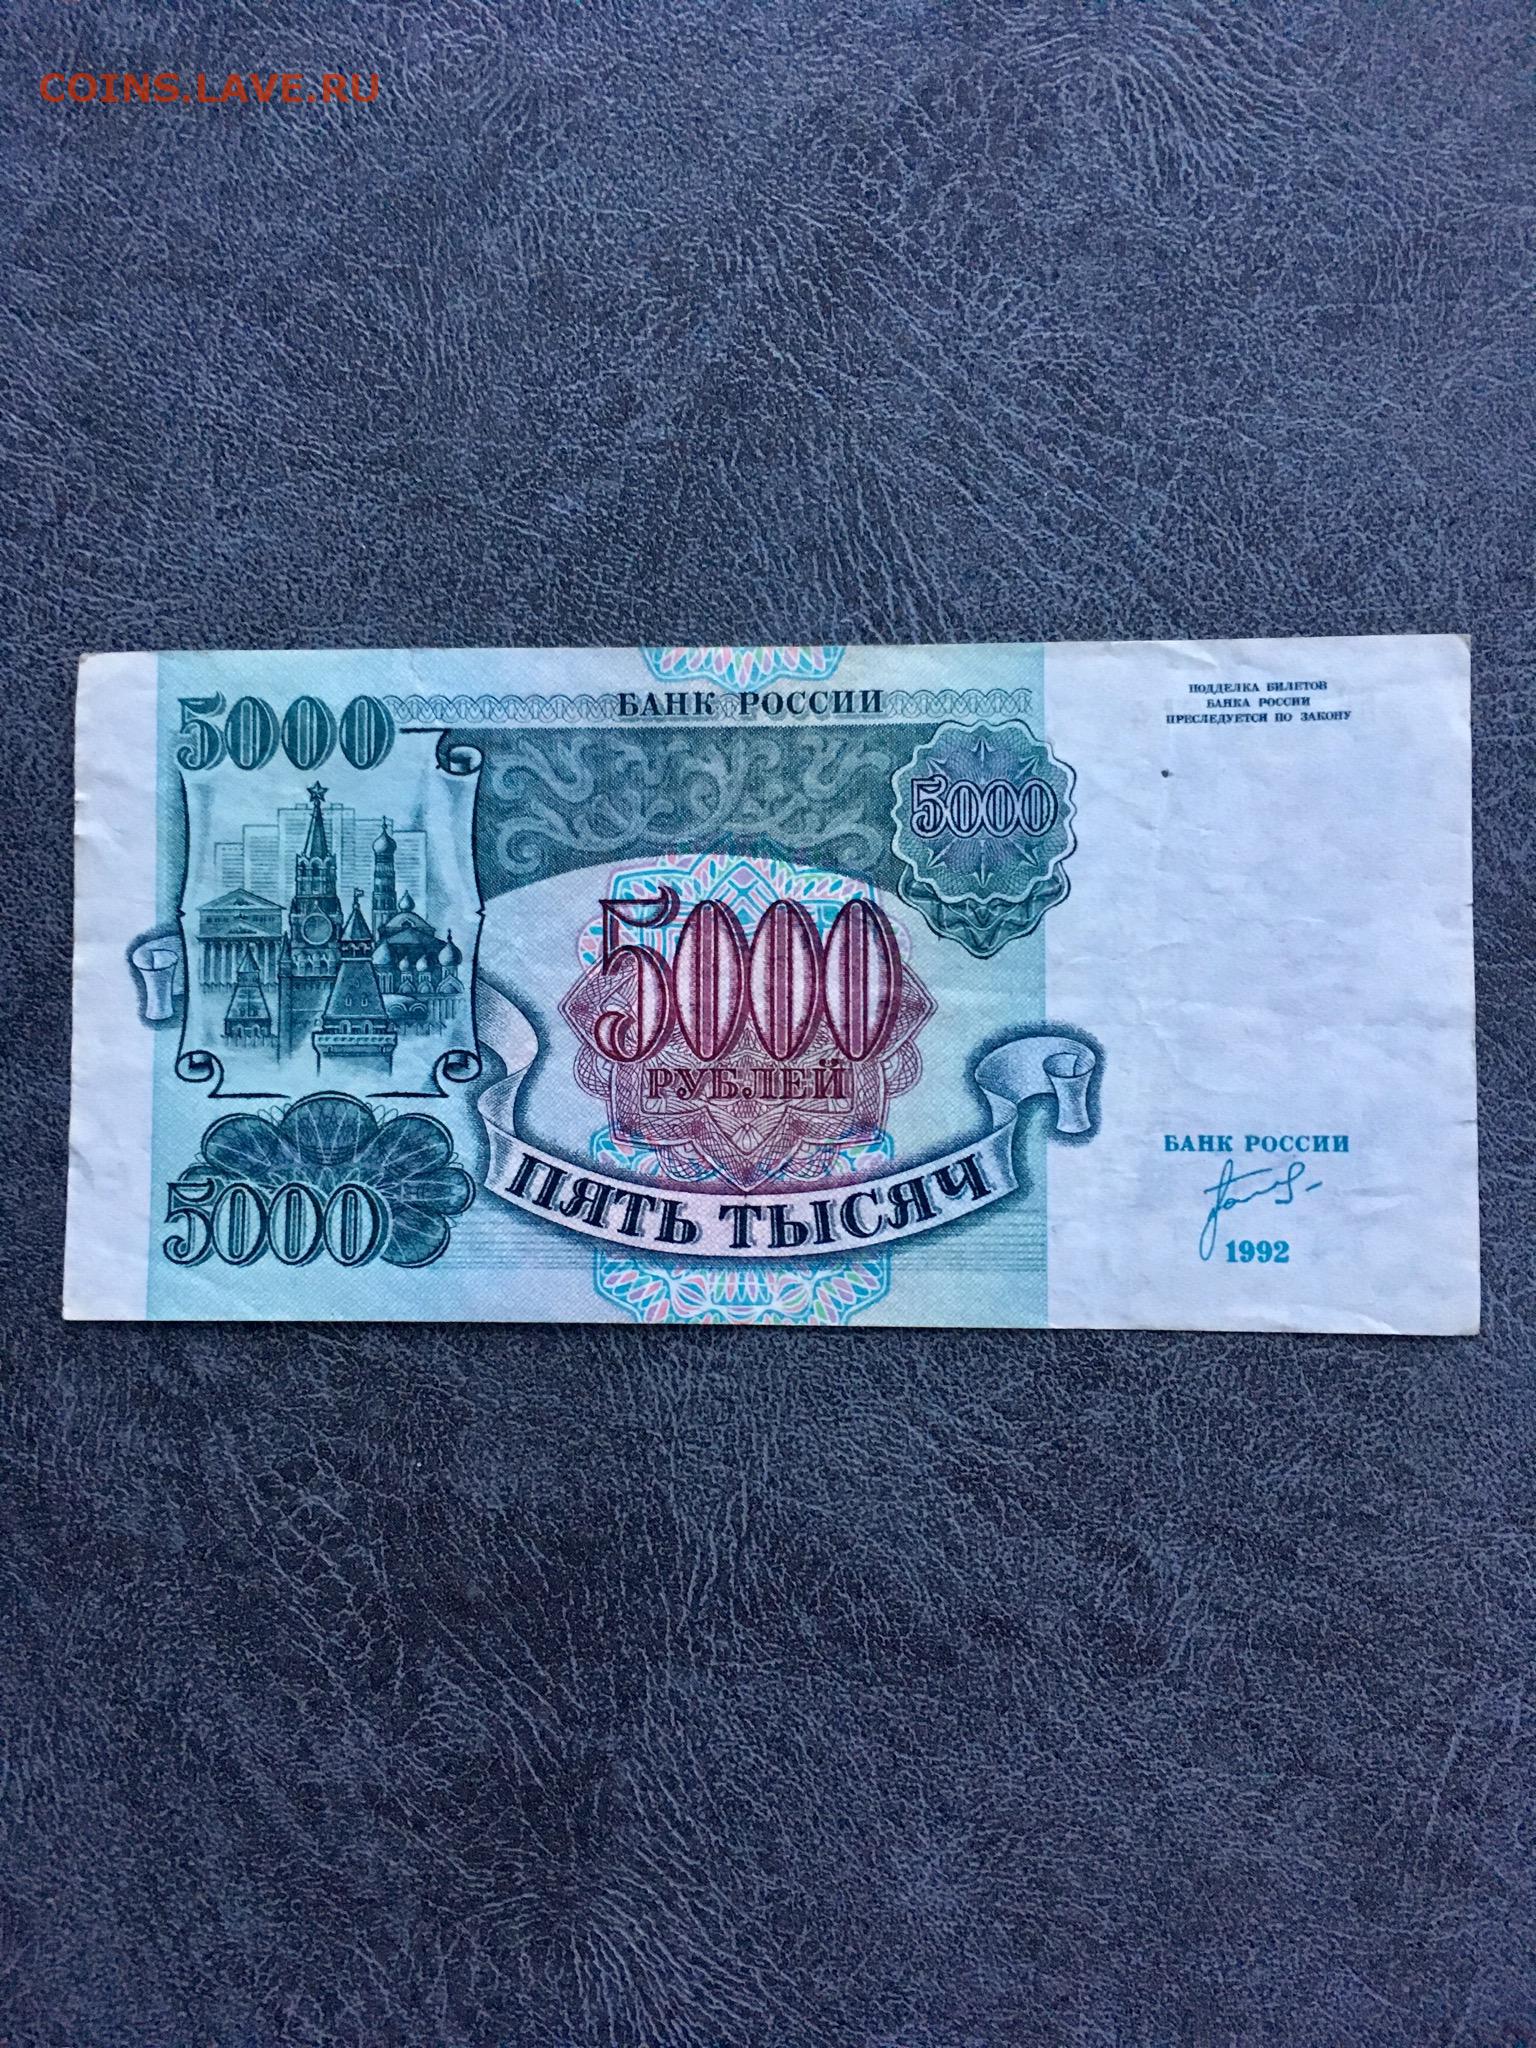 COINS.LAVE.RU
5000
БАНК РОССИИ
ПОДДЕЛКА БИЛЕТОВ
БАНКА РОССИИ
ПРЕСЛЕДУЕТСЯ ПО ЗАКОНУ
5000
5000
РУБЛЕЙ
ПЯТЬ ТЫСЯЧ
5000
БАНК РОССИИ
1992